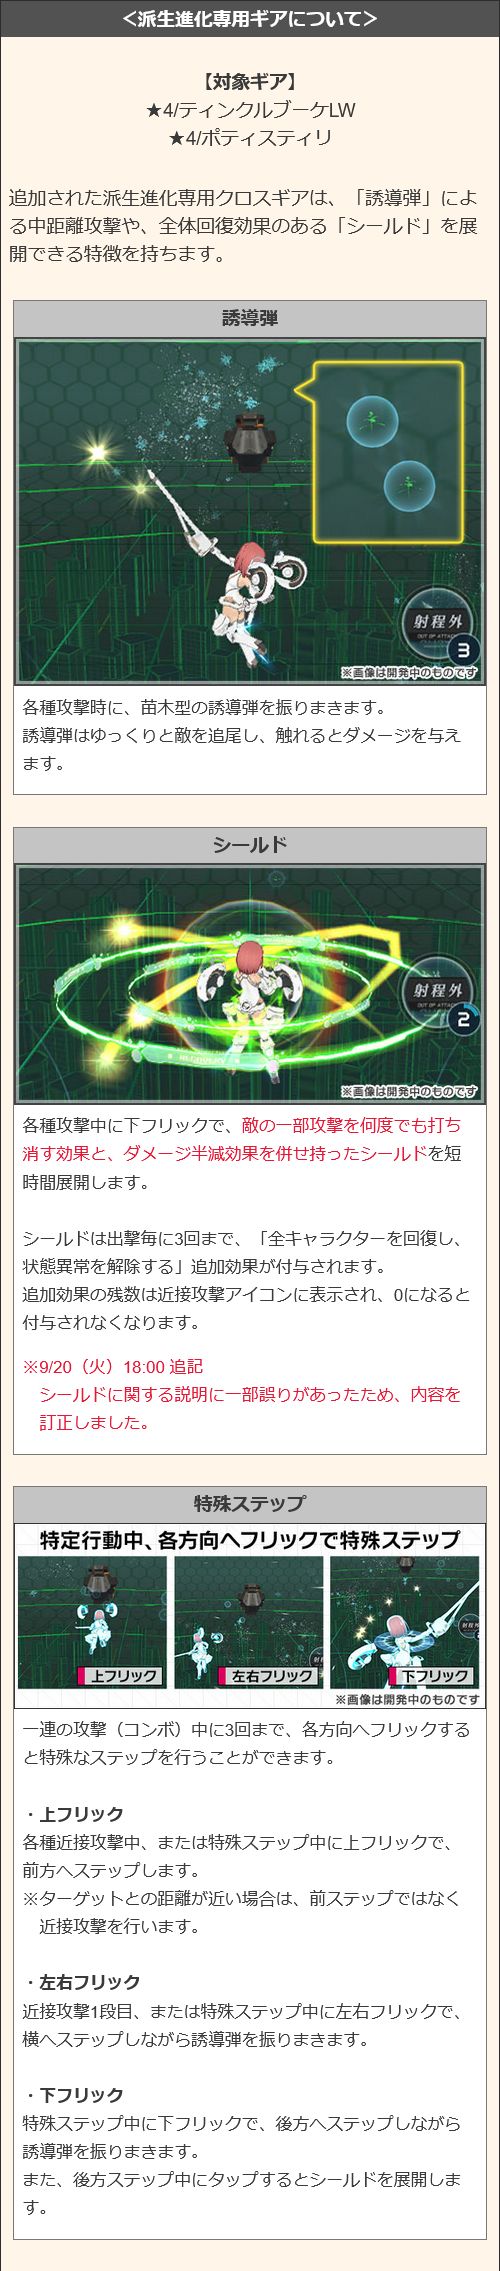 ＜派生進化専用ギアについて＞
【対象ギア】
★4/ティンクルブーケLW
★4/ポティスティリ
追加された派生進化専用クロスギアは、「誘導弾」によ
る中距離攻撃や、全体回復効果のある「シールド」を展
開できる特徴を持ちます。
誘導弾
射程外
OUT OF ATTACK
3
※画像は開発中のものです
各種攻撃時に、苗木型の誘導弾を振りまきます。
誘導弾はゆっくりと敵を追尾し、触れるとダメージを与え
ます。
シールド
射程外
OUT OF ATTACK
2
RECOVERY
※画像は開発中のものです
各種攻撃中に下フリックで、敵の一部攻撃を何度でも打ち
消す効果と、ダメージ半減効果を併せ持ったシールドを短
時間展開します。
シールドは出撃毎に3回まで、「全キャラクターを回復し、
状態異常を解除する」追加効果が付与されます。
追加効果の残数は近接攻撃アイコンに表示され、0になると
付与されなくなります。
※9/20（火）18:00 追記
シールドに関する説明に一部誤りがあったため、内容を
訂正しました。
特殊ステップ
特定行動中、各方向へフリックで特殊ステップ
上フリック
左右フリック
下フリック
※画像は開発中のものです
一連の攻撃（コンボ）中に3回まで、各方向へフリックする
と特殊なステップを行うことができます。
・上フリック
各種近接攻撃中、または特殊ステップ中に上フリックで、
前方へステップします。
※ターゲットとの距離が近い場合は、前ステップではなく
近接攻撃を行います。
・左右フリック
近接攻撃1段目、または特殊ステップ中に左右フリックで、
横へステップしながら誘導弾を振りまきます。
・下フリック
特殊ステップ中に下フリックで、後方へステップしながら
誘導弾を振りまきます。
また、後方ステップ中にタップするとシールドを展開しま
す。